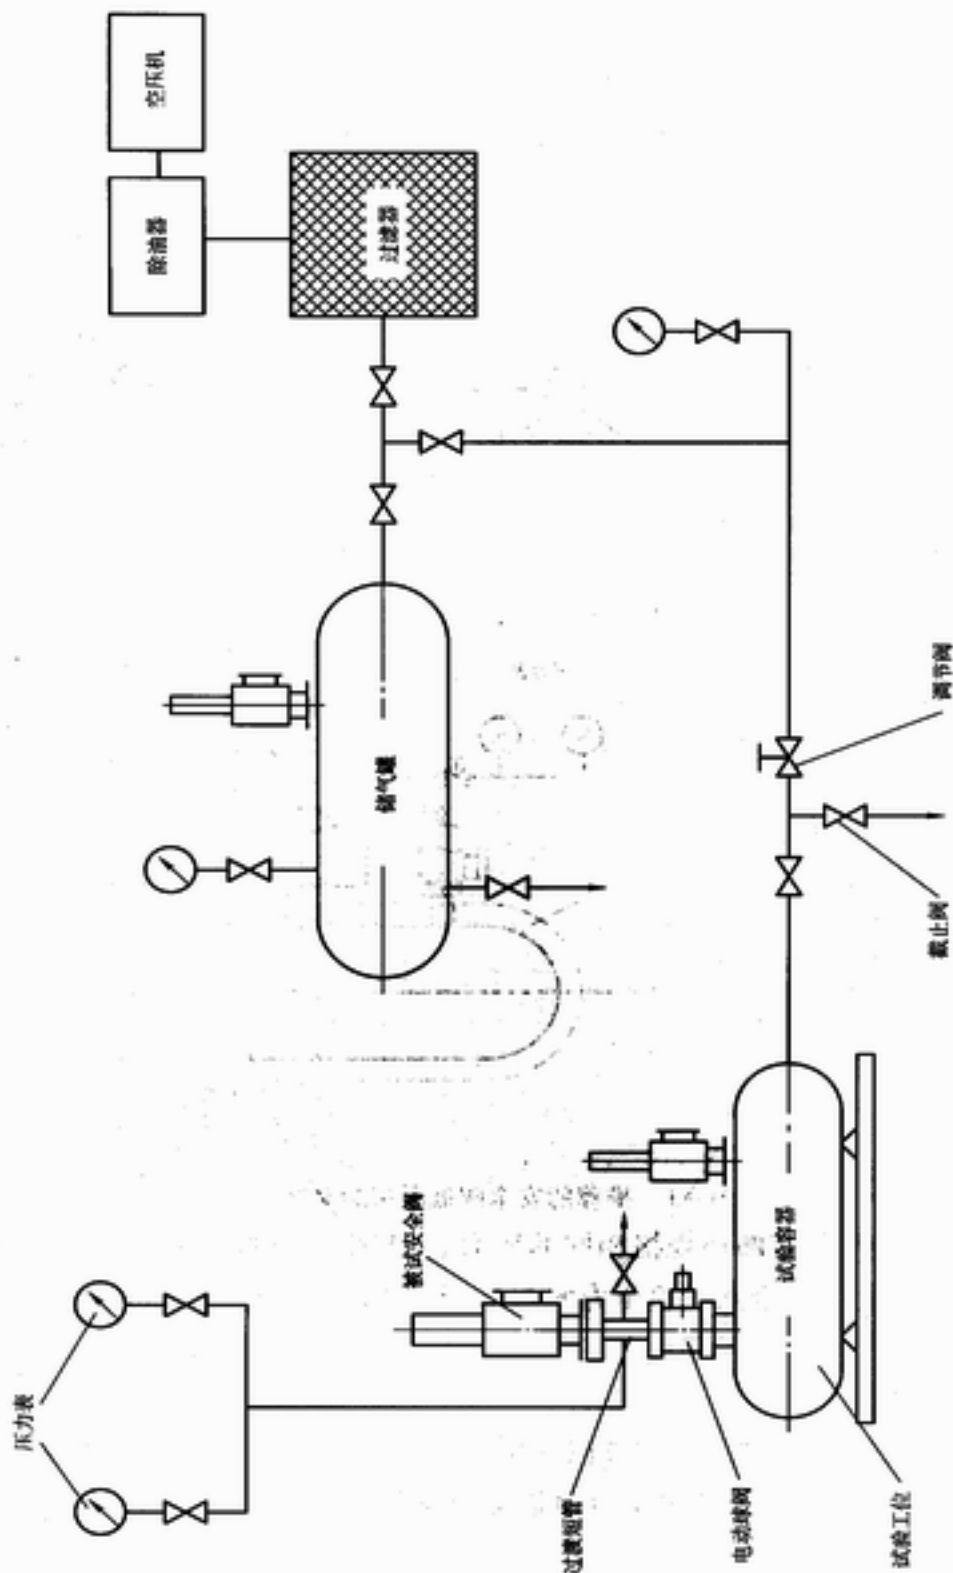 空压机
除油器
过滤器
储气罐
调节阀
截止阀
被试安全阀
试验容器
压力表
过渡短管
电动球阀
试验工位